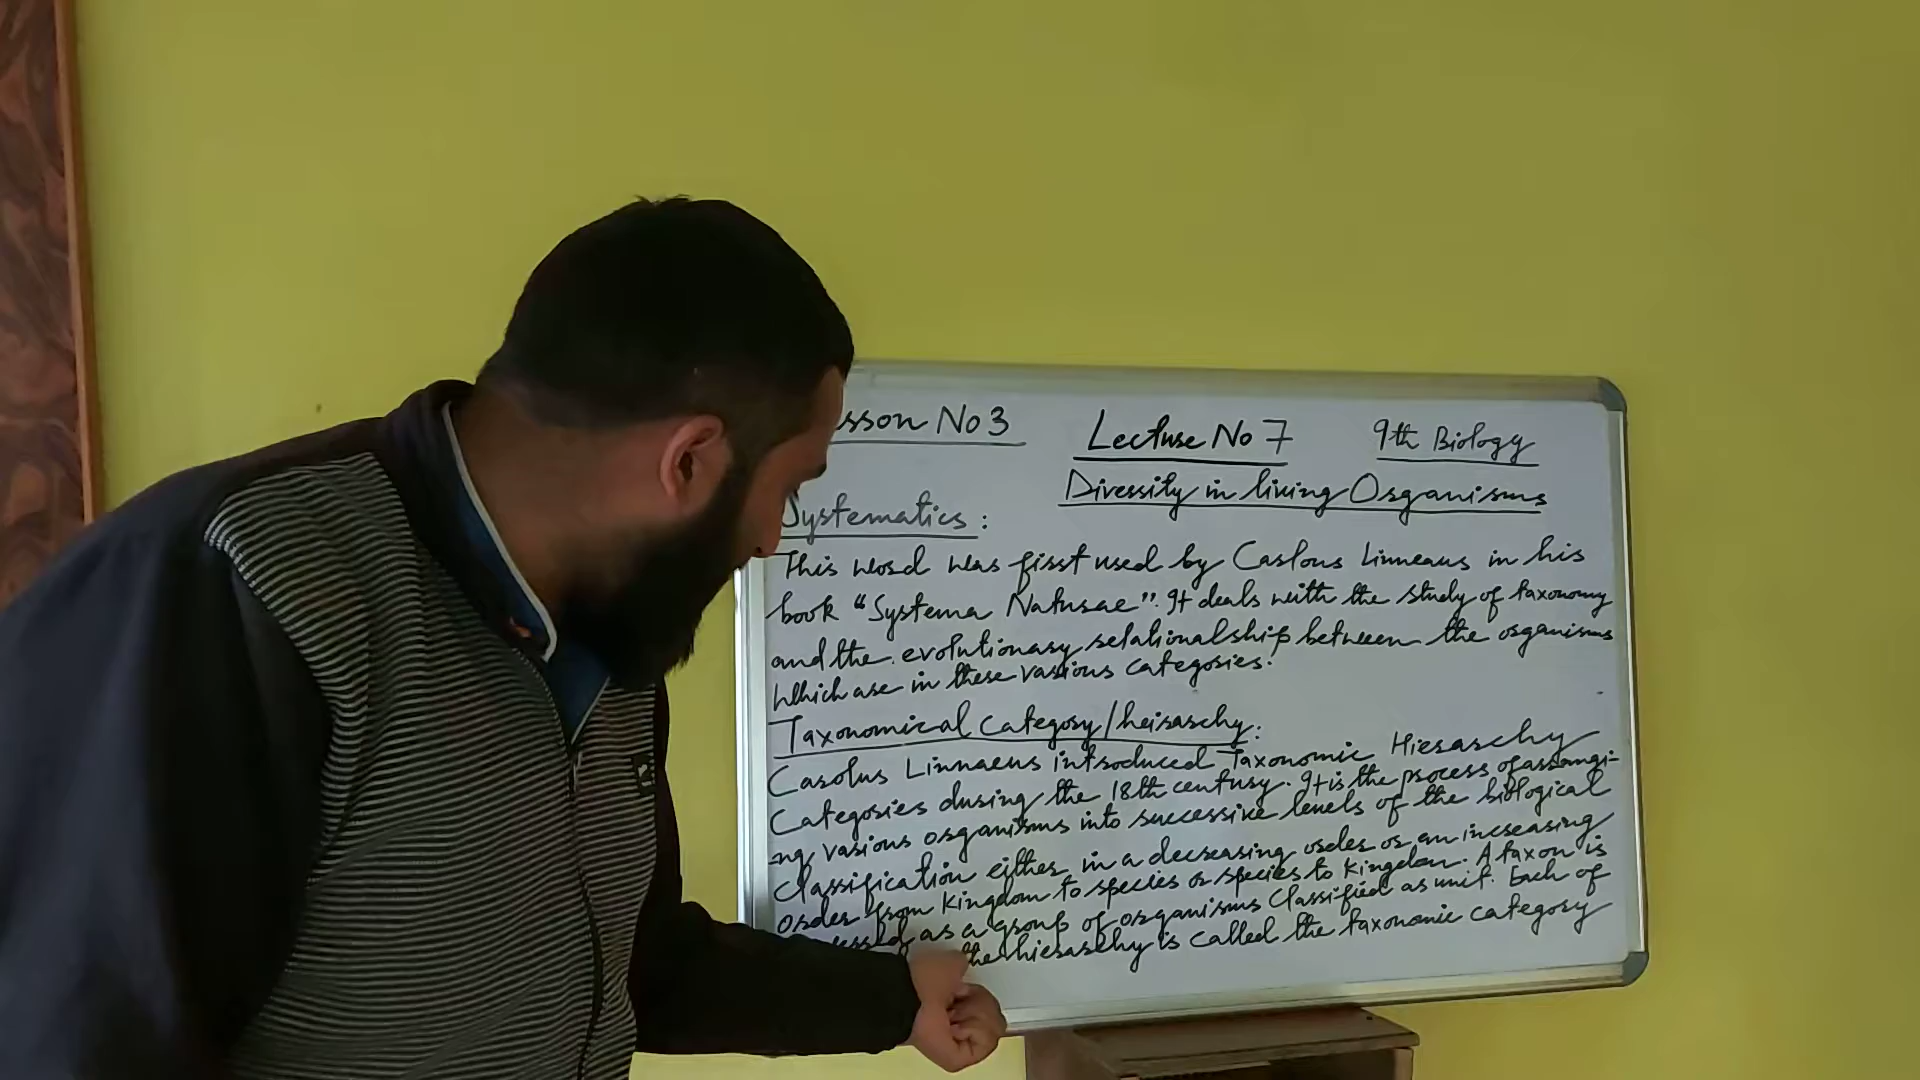 sson No 3
Lecture No 7
9th Biology
Diversity in living Organisms
Systematics :
This word was first used by Carlous Linneaus in his
book "Systema Naturae". It deals with the study of taxonomy
and the evolutionary relationalship between the organisms
which are in these various categories.
Taxonomical Category/heirarchy:
Carolus Linnaeus introduced Taxonomic Hierarchy
Categories during the 18th century. It is the process of arrangi-
ng various organisms into successive levels of the biological
Classification either in a decreasing order or an increasing
order from Kingdom to species or species to Kingdom. A taxon is
as a group of organisms Classified as unit. Each of
the hierarchy is called the taxonomic category